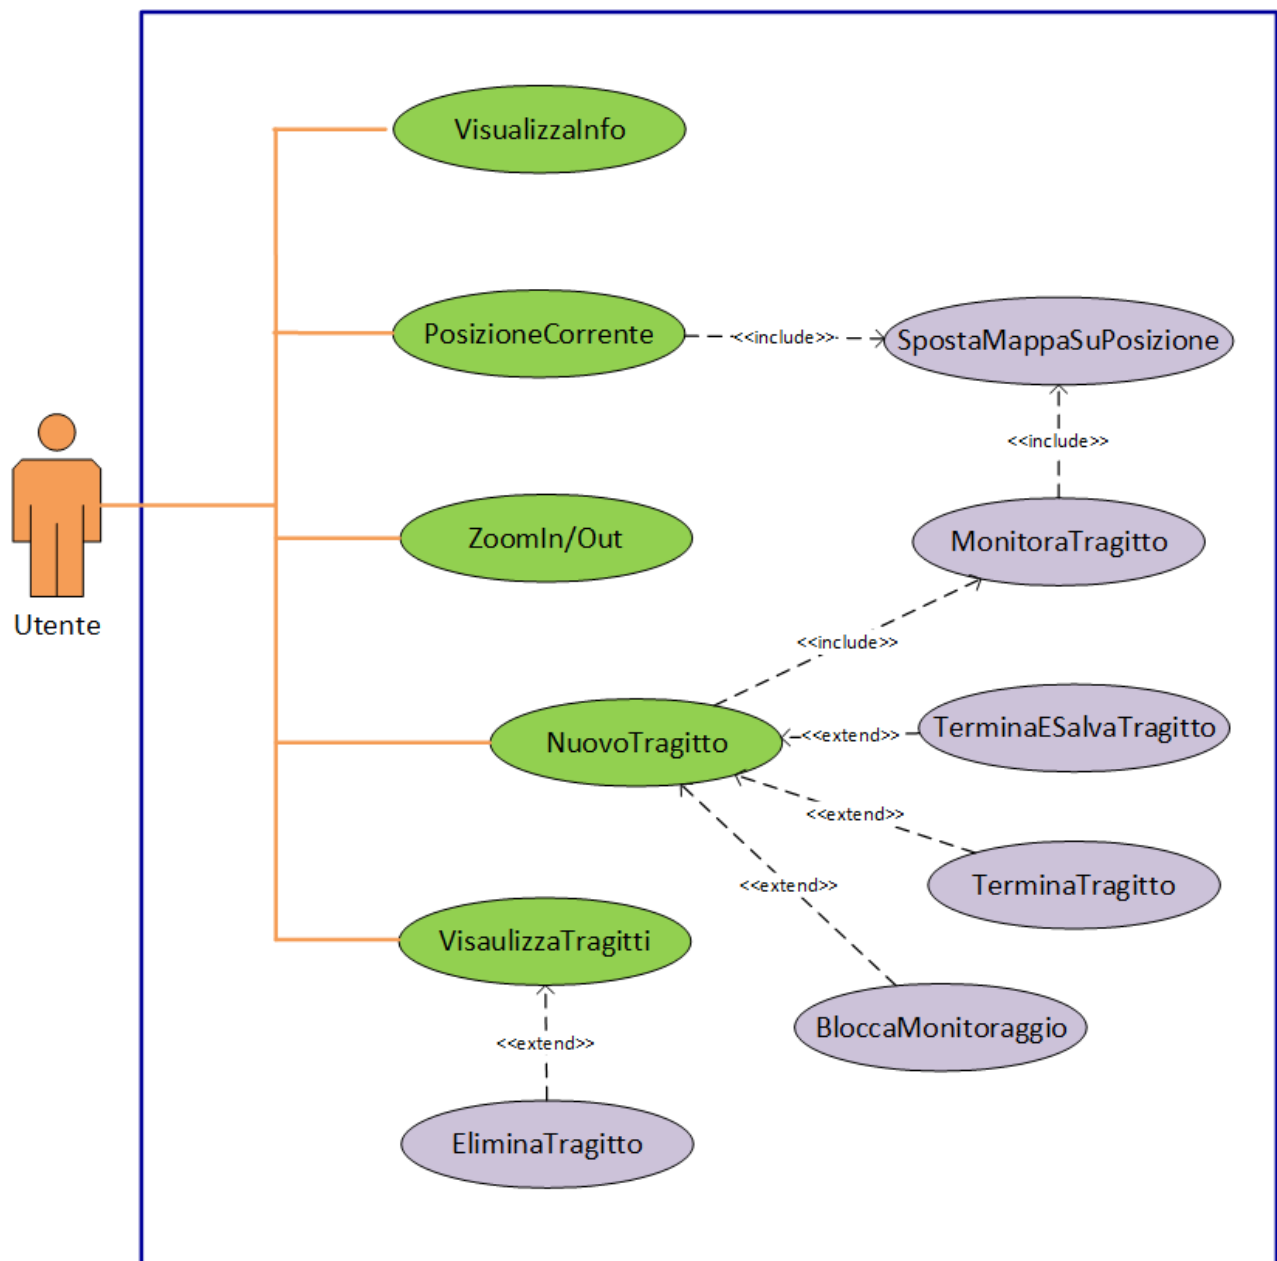 VisualizzaInfo
PosizioneCorrente
<<include>>
SpostaMappaSuPosizione
<<include>>
ZoomIn/Out
MonitoraTragitto
Utente
<<include>>
NuovoTragitto
<<extend>>
TerminaESalvaTragitto
<<extend>>
TerminaTragitto
<<extend>>
VisaulizzaTragitti
BloccaMonitoraggio
<<extend>>
EliminaTragitto